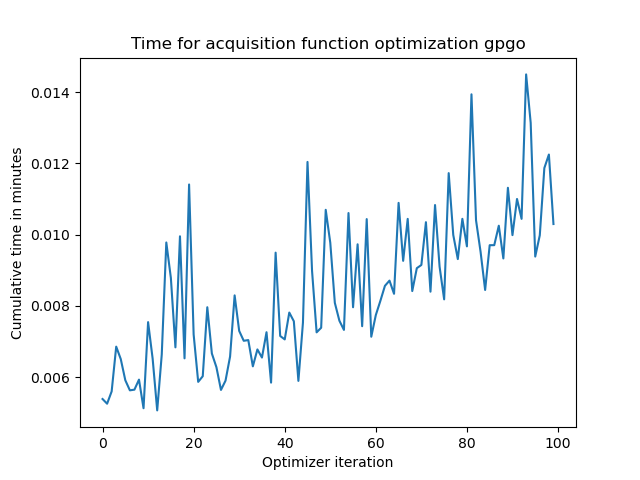 Time for acquisition function optimization gpgo
Cumulative time in minutes
0.014
0.012
0.010
0.008
0.006
0 20 40 60 80 100
Optimizer iteration